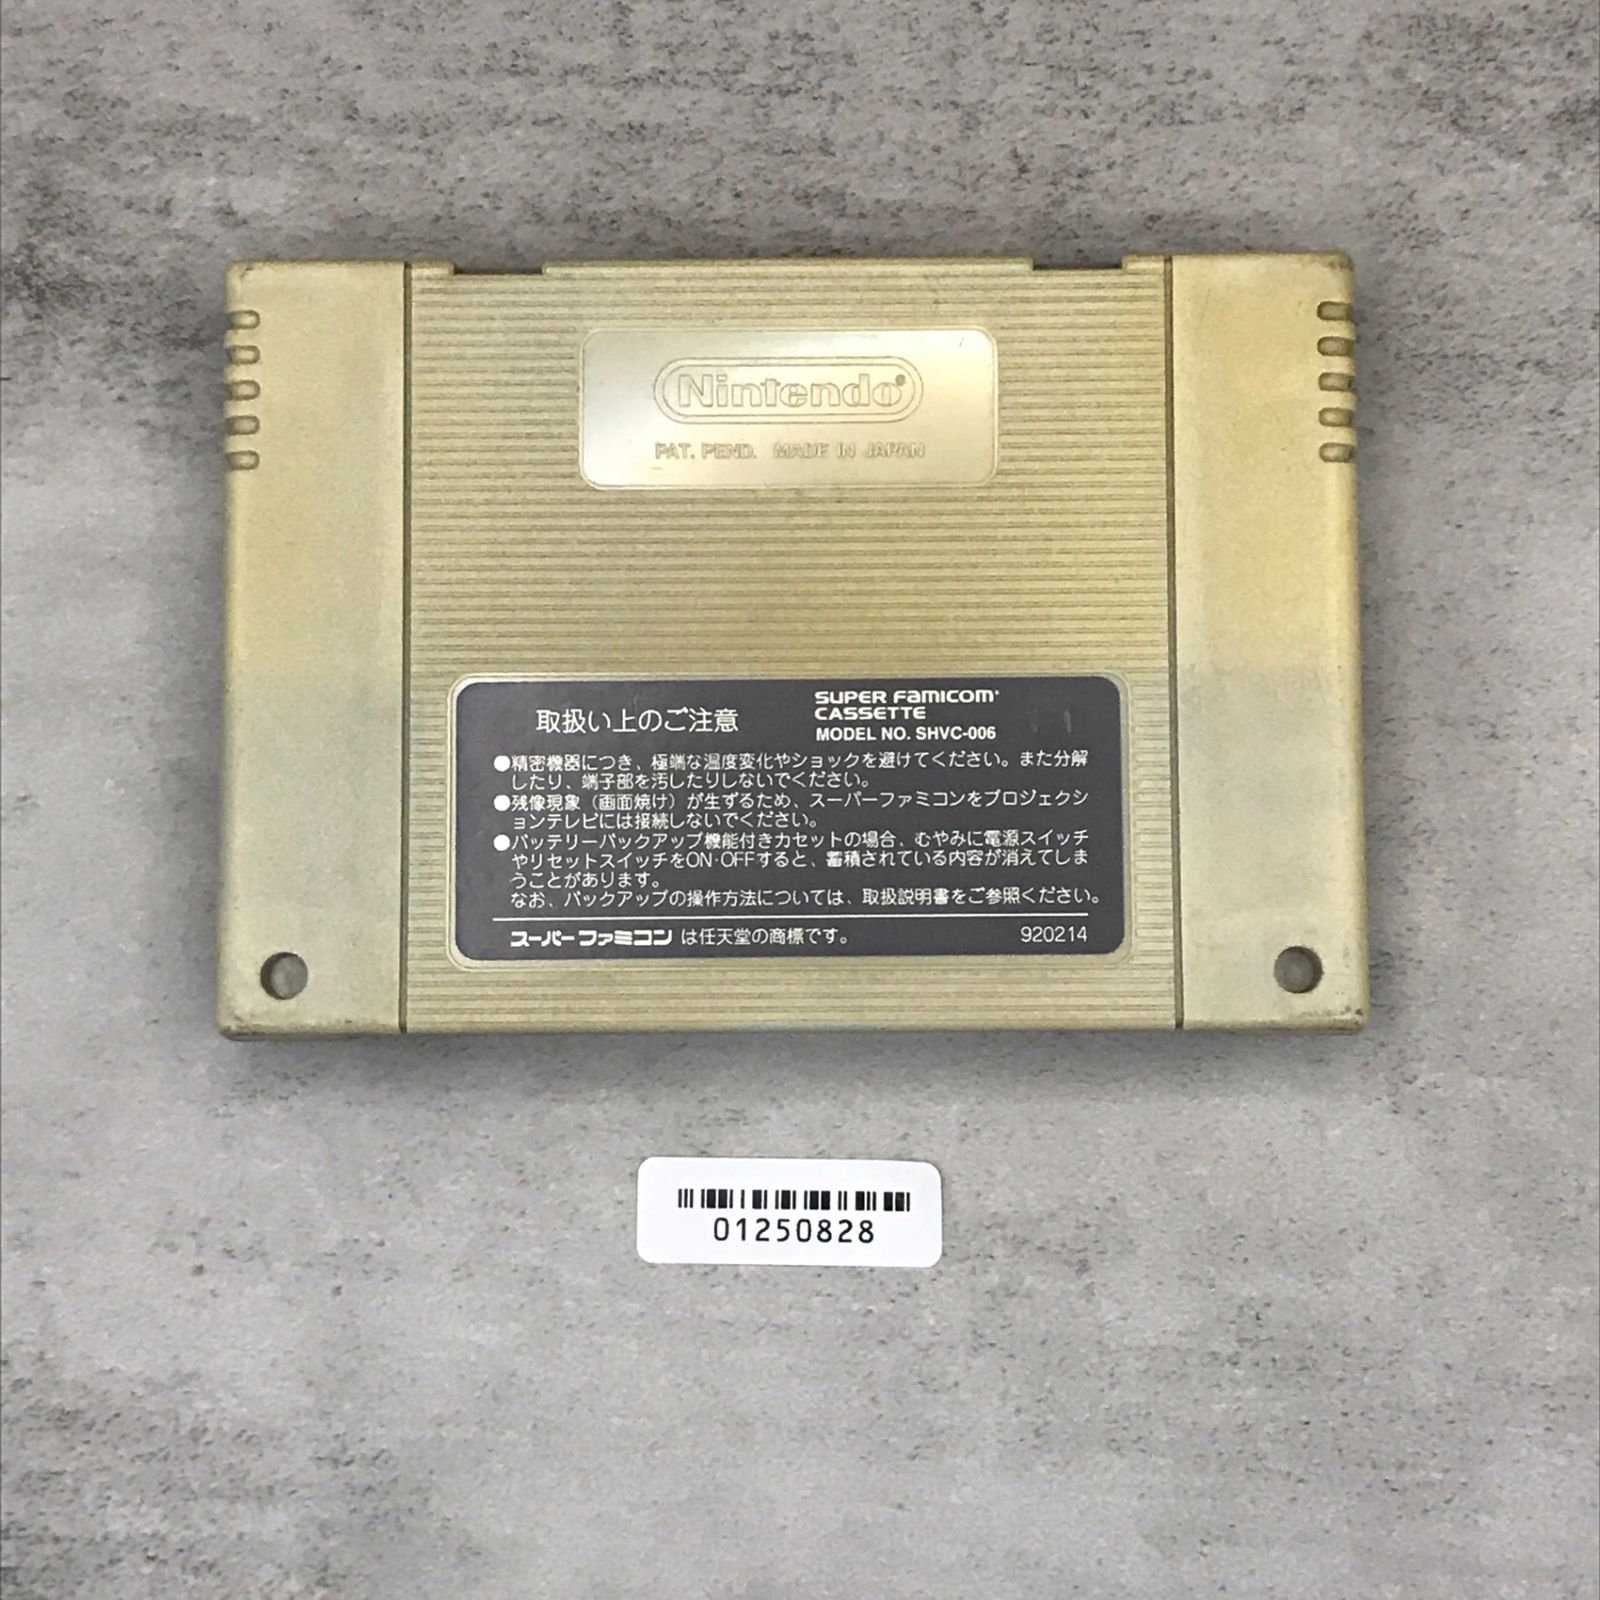 Nintendo®
PAT. PEND. MADE IN JAPAN
取扱い上のご注意
SUPER FAMICOM®
CASSETTE
MODEL NO. SHVC-006
11
●精密機器につき、極端な温度変化やショックを避けてください。また分解
したり、端子部を汚したりしないでください。
●残像現象（画面焼け）が生ずるため、スーパーファミコンをプロジェクシ
ョンテレビには接続しないでください。
●バッテリーバックアップ機能付きカセットの場合、むやみに電源スイッチ
やリセットスイッチをON・OFFすると、蓄積されている内容が消えてしま
うことがあります。
なお、バックアップの操作方法については、取扱説明書をご参照ください。
スーパーファミコン は任天堂の商標です。
920214
01250828